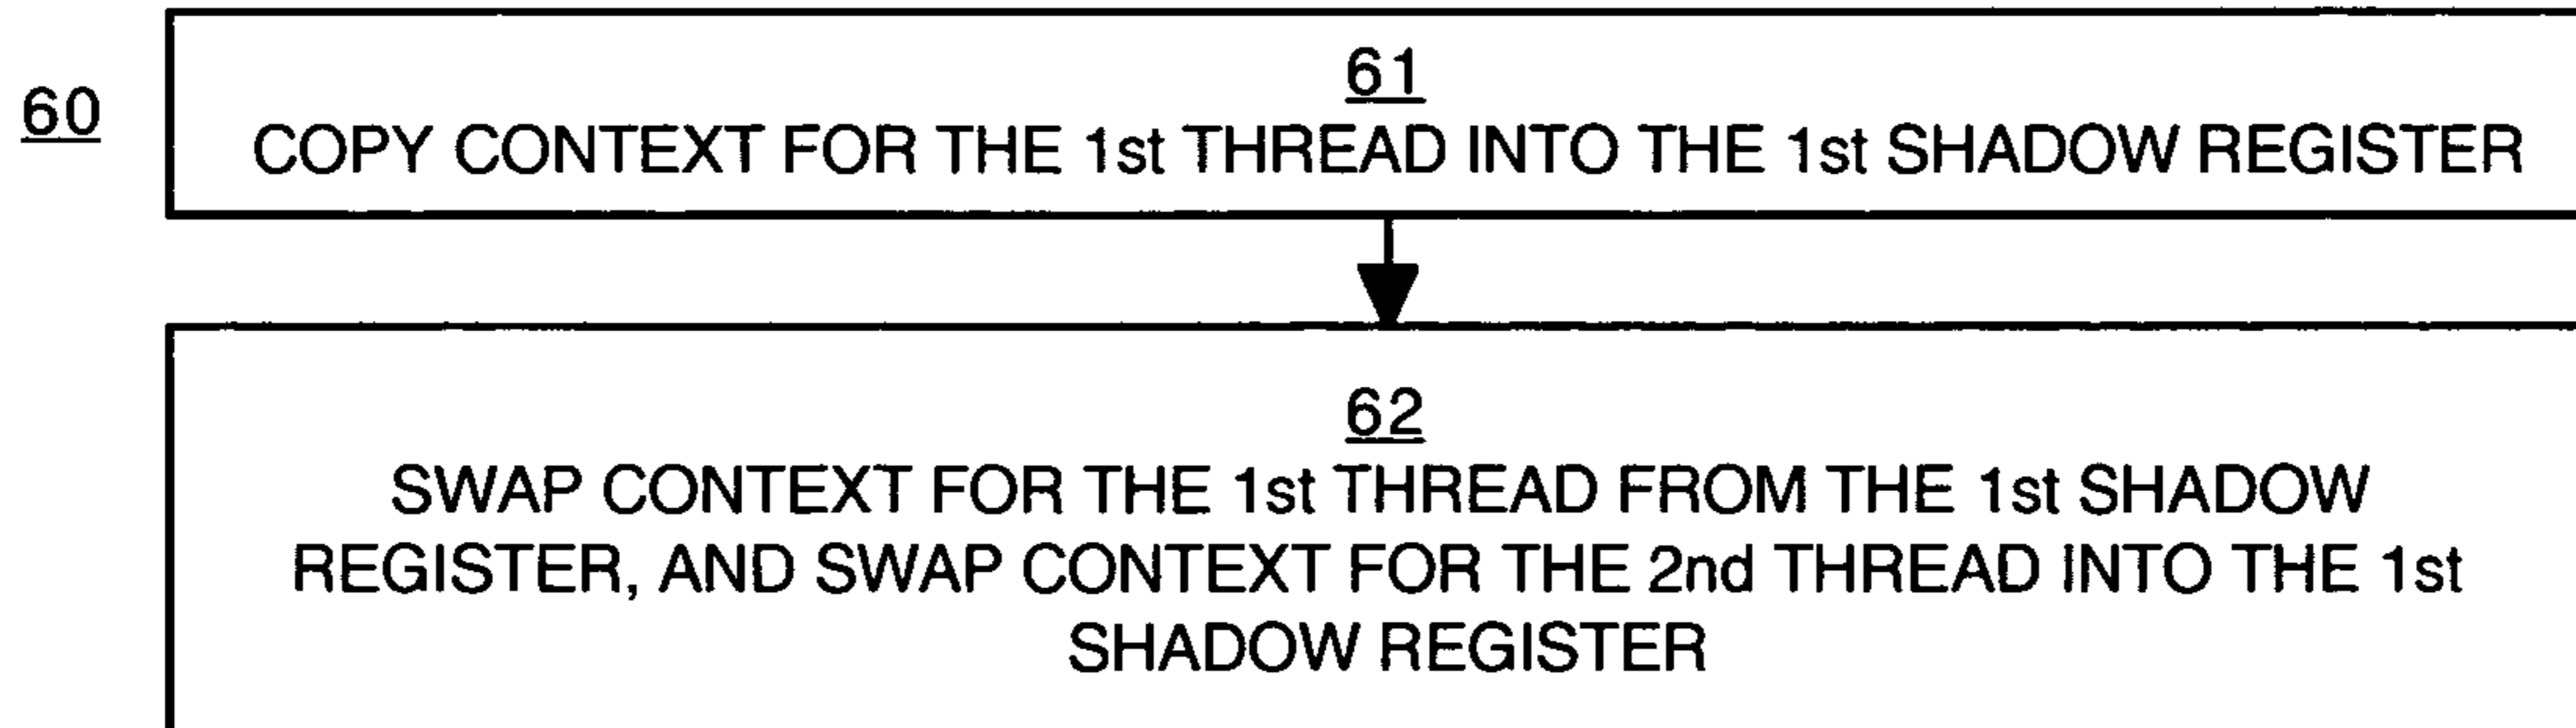 60
61
COPY CONTEXT FOR THE 1st THREAD INTO THE 1st SHADOW REGISTER
62
SWAP CONTEXT FOR THE 1st THREAD FROM THE 1st SHADOW
REGISTER, AND SWAP CONTEXT FOR THE 2nd THREAD INTO THE 1st
SHADOW REGISTER